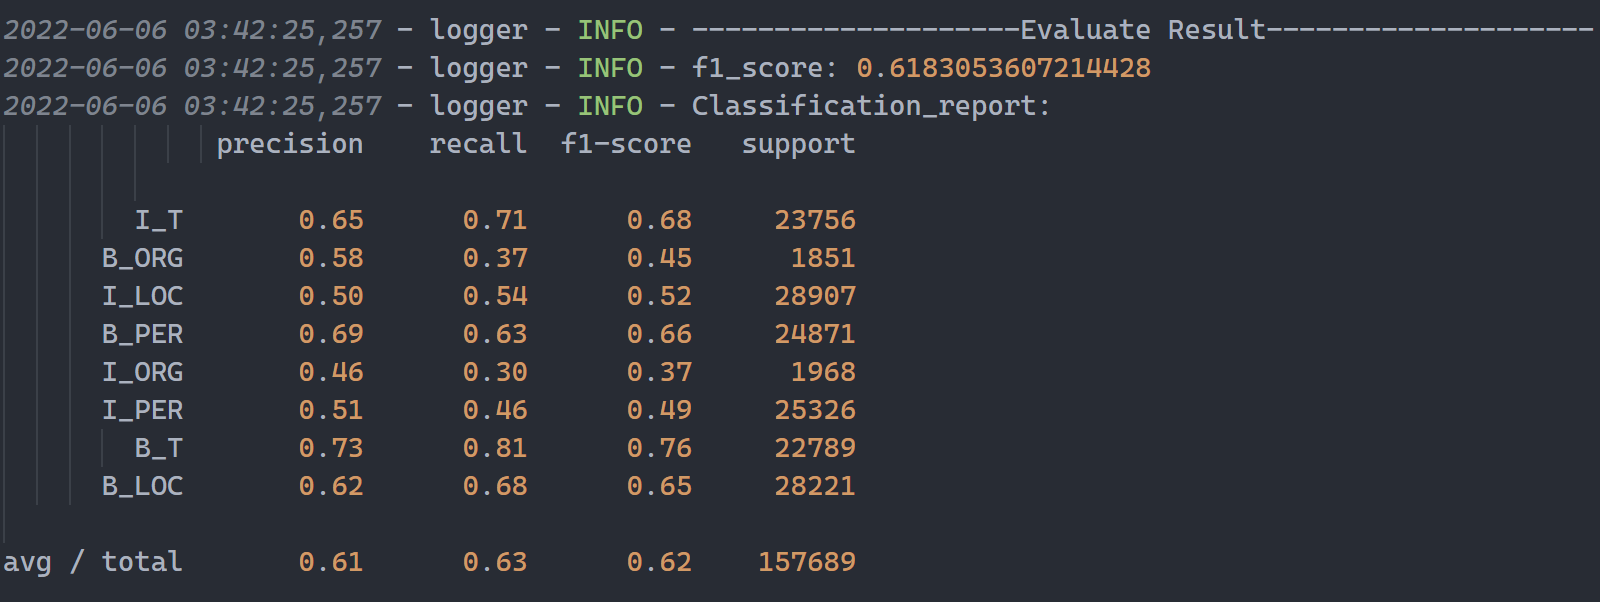 2022-06-06 03:42:25,257 - logger - INFO - --------------------Evaluate Result--------------------
2022-06-06 03:42:25,257 - logger - INFO - f1_score: 0.6183053607214428
2022-06-06 03:42:25,257 - logger - INFO - Classification_report:
precision recall f1-score support
I_T 0.65 0.71 0.68 23756
B_ORG 0.58 0.37 0.45 1851
I_LOC 0.50 0.54 0.52 28907
B_PER 0.69 0.63 0.66 24871
I_ORG 0.46 0.30 0.37 1968
I_PER 0.51 0.46 0.49 25326
B_T 0.73 0.81 0.76 22789
B_LOC 0.62 0.68 0.65 28221
avg / total 0.61 0.63 0.62 157689